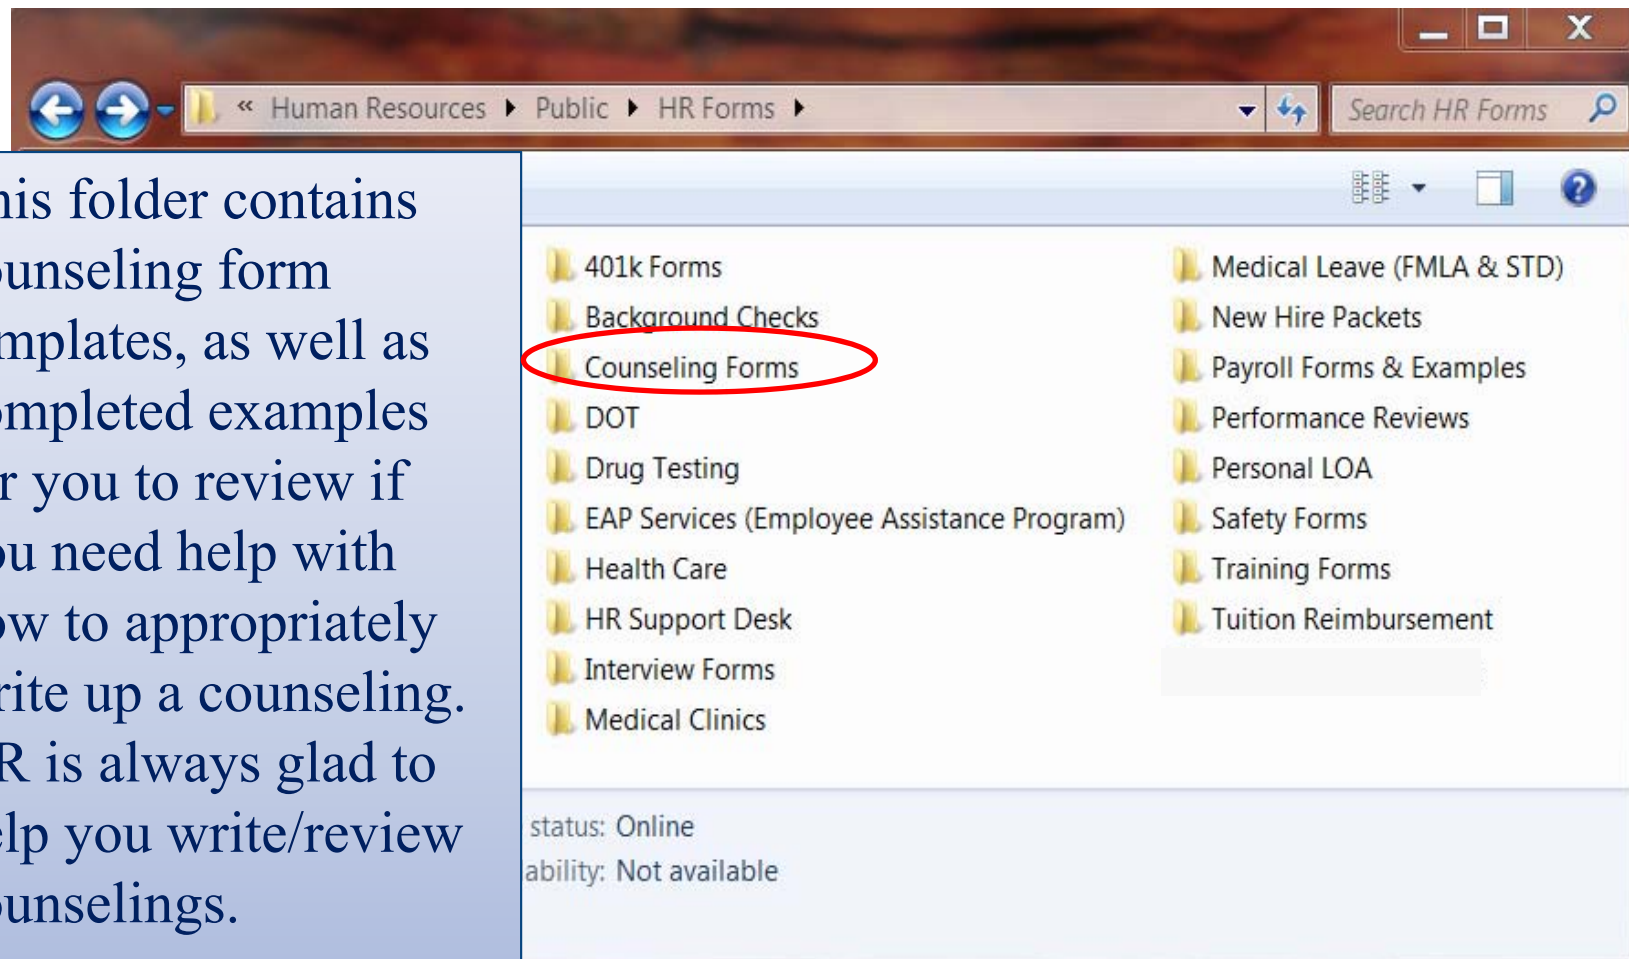 « Human Resources ▸ Public ▸ HR Forms ▸
Search HR Forms
his folder contains
ounseling form
mplates, as well as
ompleted examples
r you to review if
ou need help with
ow to appropriately
rite up a counseling.
R is always glad to
elp you write/review
ounselings.
401k Forms
Background Checks
Counseling Forms
DOT
Drug Testing
EAP Services (Employee Assistance Program)
Health Care
HR Support Desk
Interview Forms
Medical Clinics
Medical Leave (FMLA & STD)
New Hire Packets
Payroll Forms & Examples
Performance Reviews
Personal LOA
Safety Forms
Training Forms
Tuition Reimbursement
status: Online
ability: Not available